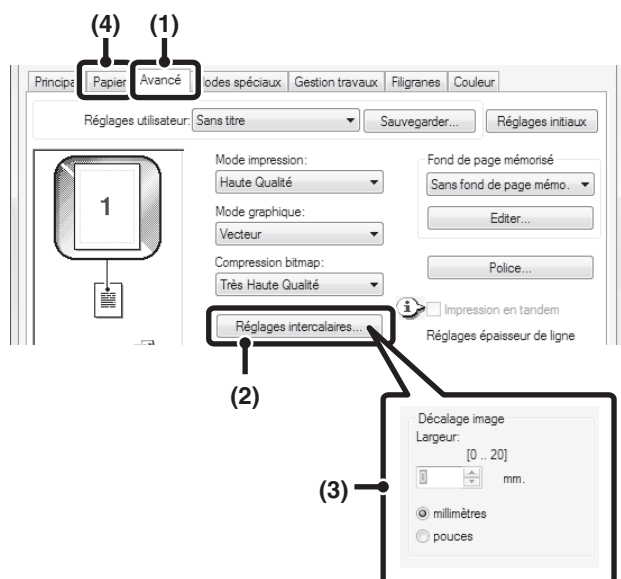 (4) (1)
Principa Papier Avancé odes spéciaux Gestion travaux Filigranes Couleur
Réglages utilisateur: Sans titre Sauvegarder... Réglages initiaux
Mode impression: Fond de page mémorisé
1 Haute Qualité Sans fond de page mémo.
Mode graphique: Editer...
Vecteur
Compression bitmap: Police...
Très Haute Qualité
i Impression en tandem
Réglages intercalaires... Réglages épaisseur de ligne
(2)
Décalage image
Largeur:
[0 .. 20]
(3) 0 mm.
millimètres
pouces